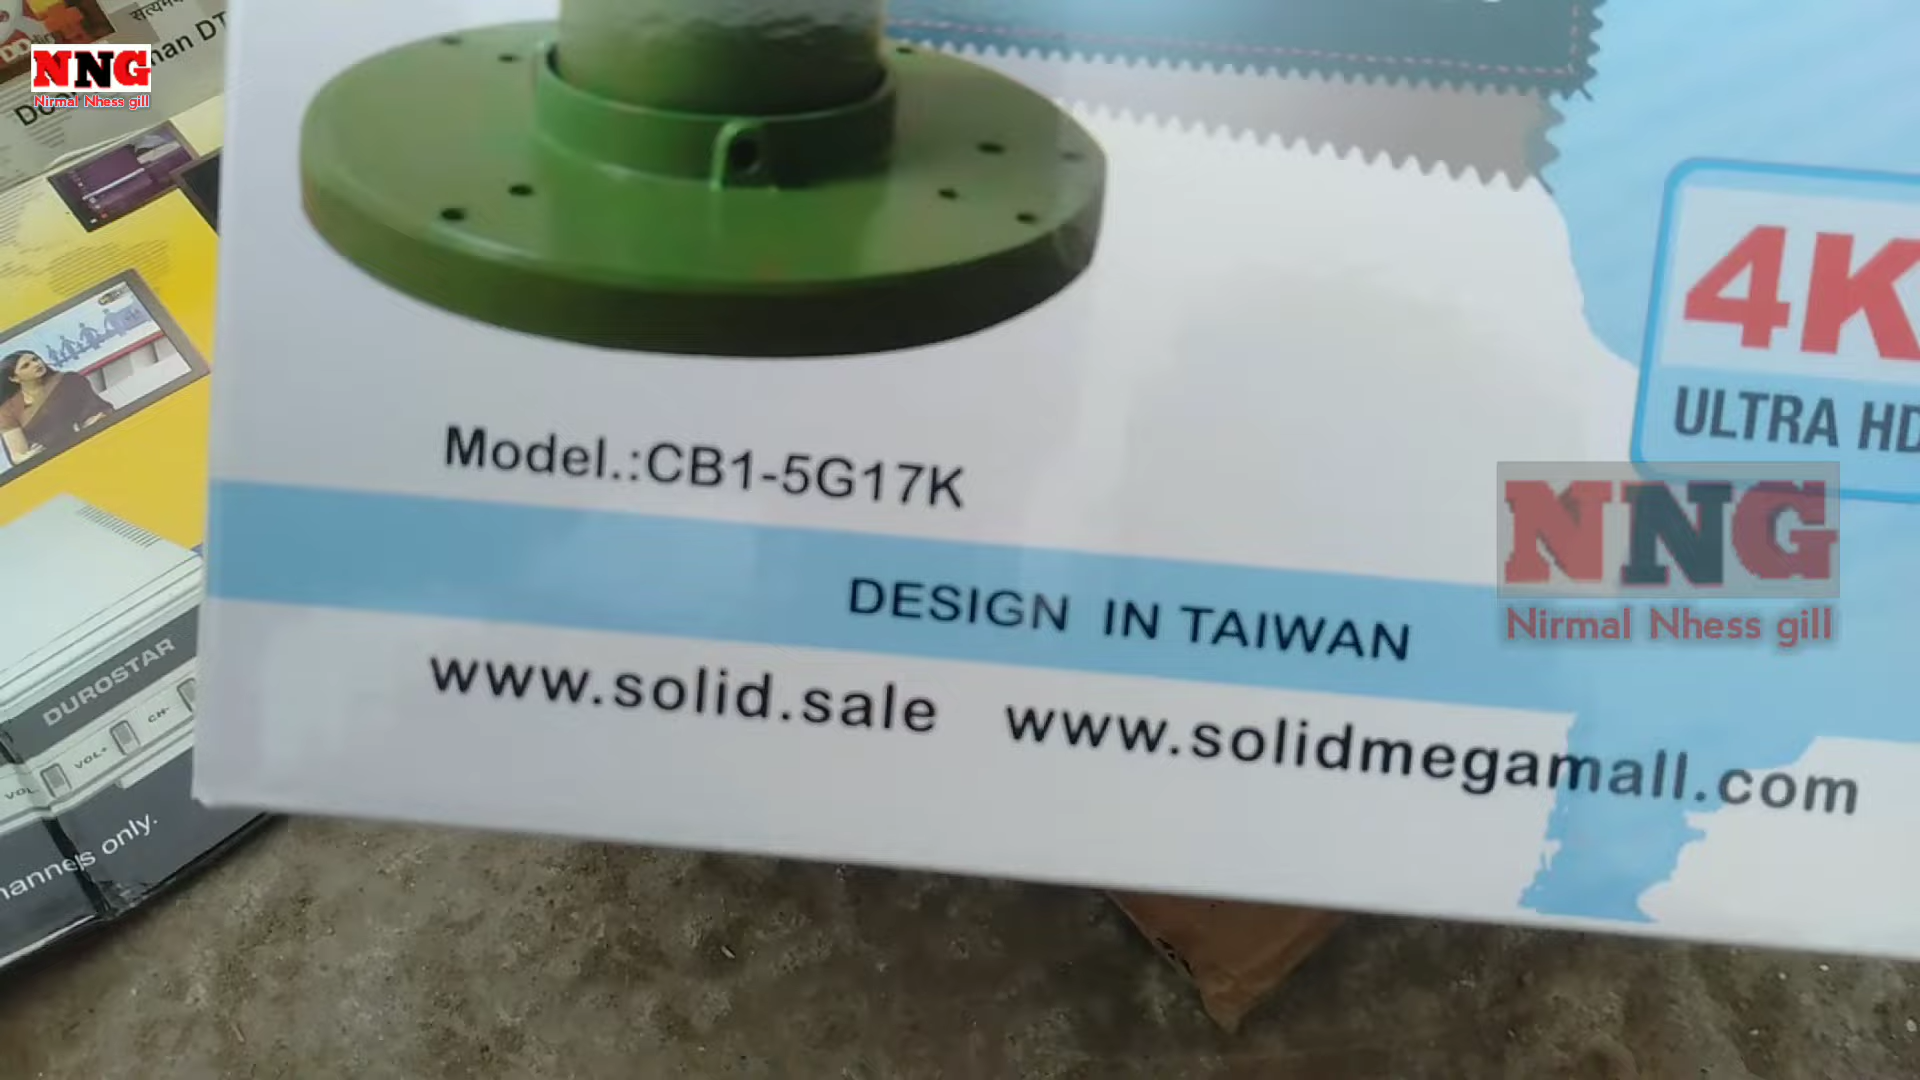 NNG
Nirmal Nhess gill
4K
ULTRA HD
Model.:CB1-5G17K
NNG
Nirmal Nhess gill
DESIGN IN TAIWAN
www.solid.sale www.solidmegamall.com
DUROSTAR
CH-
VOL+
VOL
only.